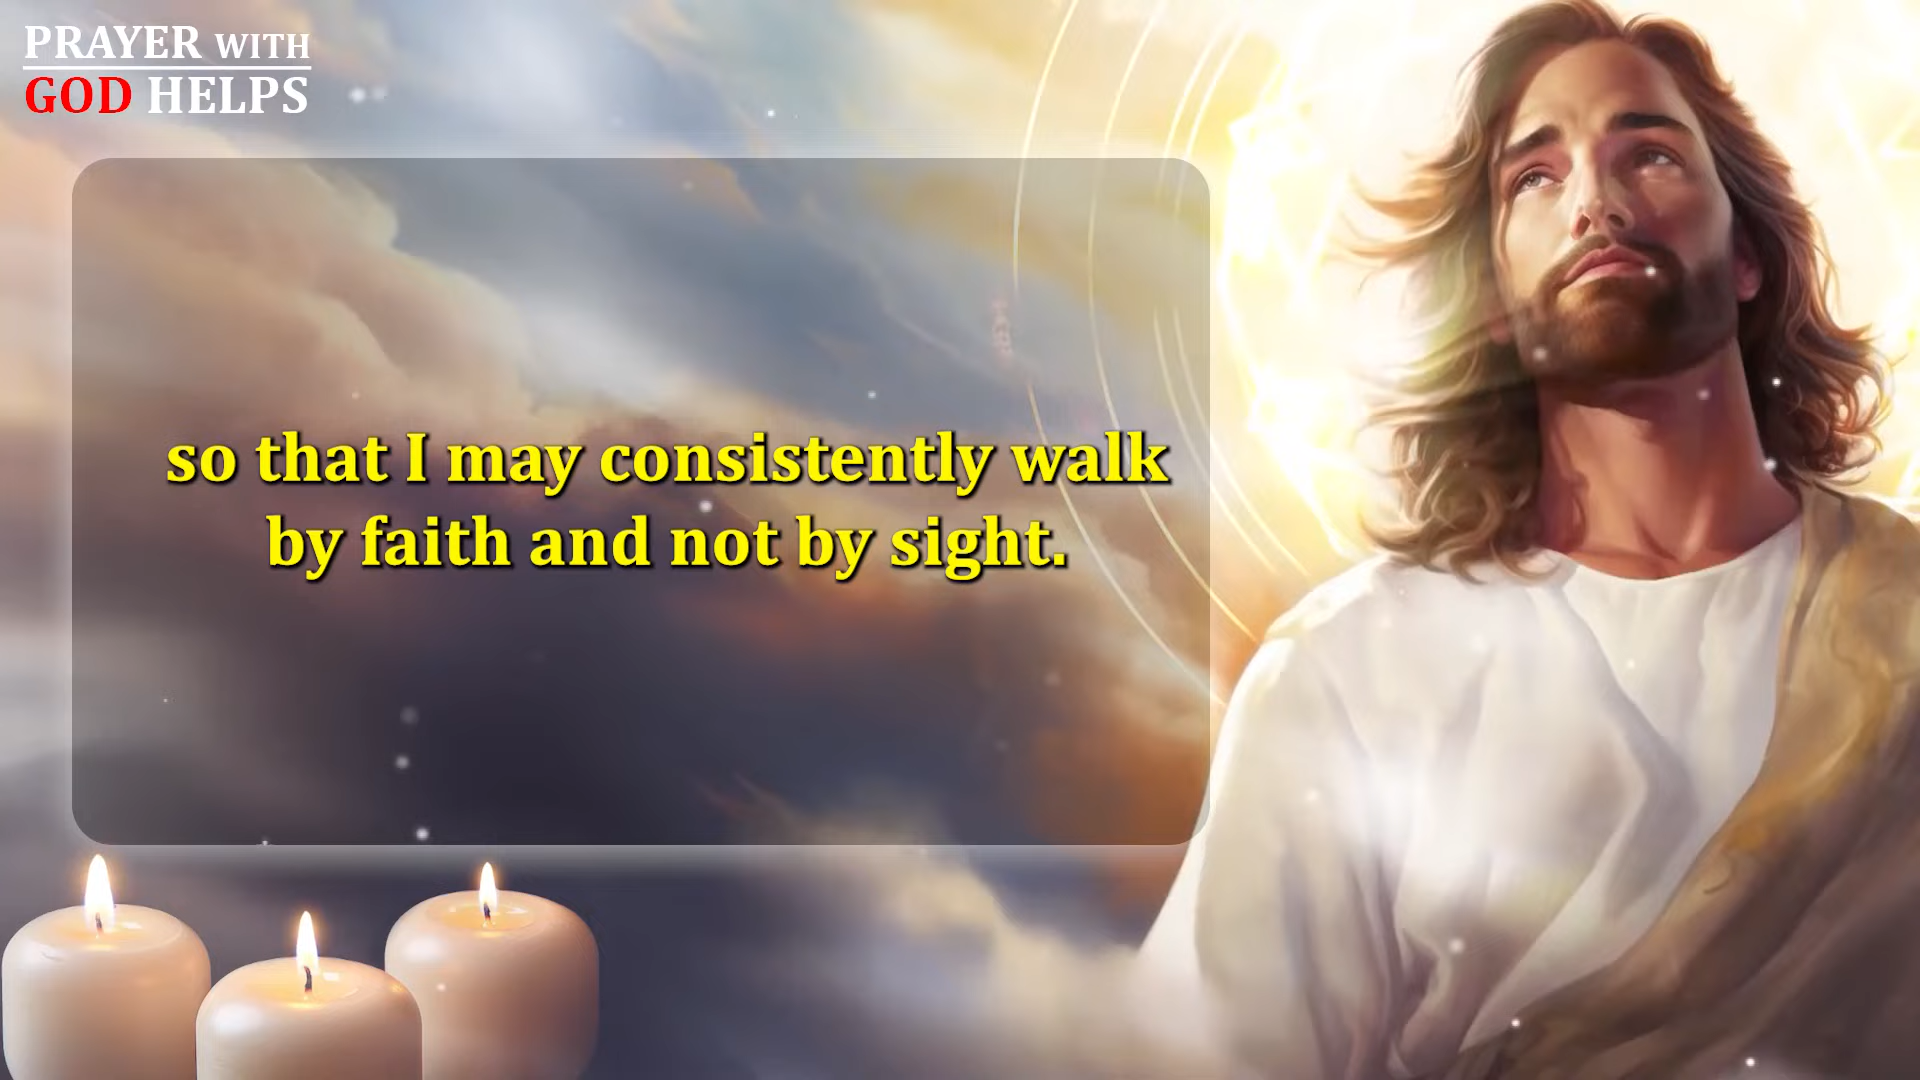 PRAYER WITH
GOD HELPS
so that I may consistently walk
by faith and not by sight.